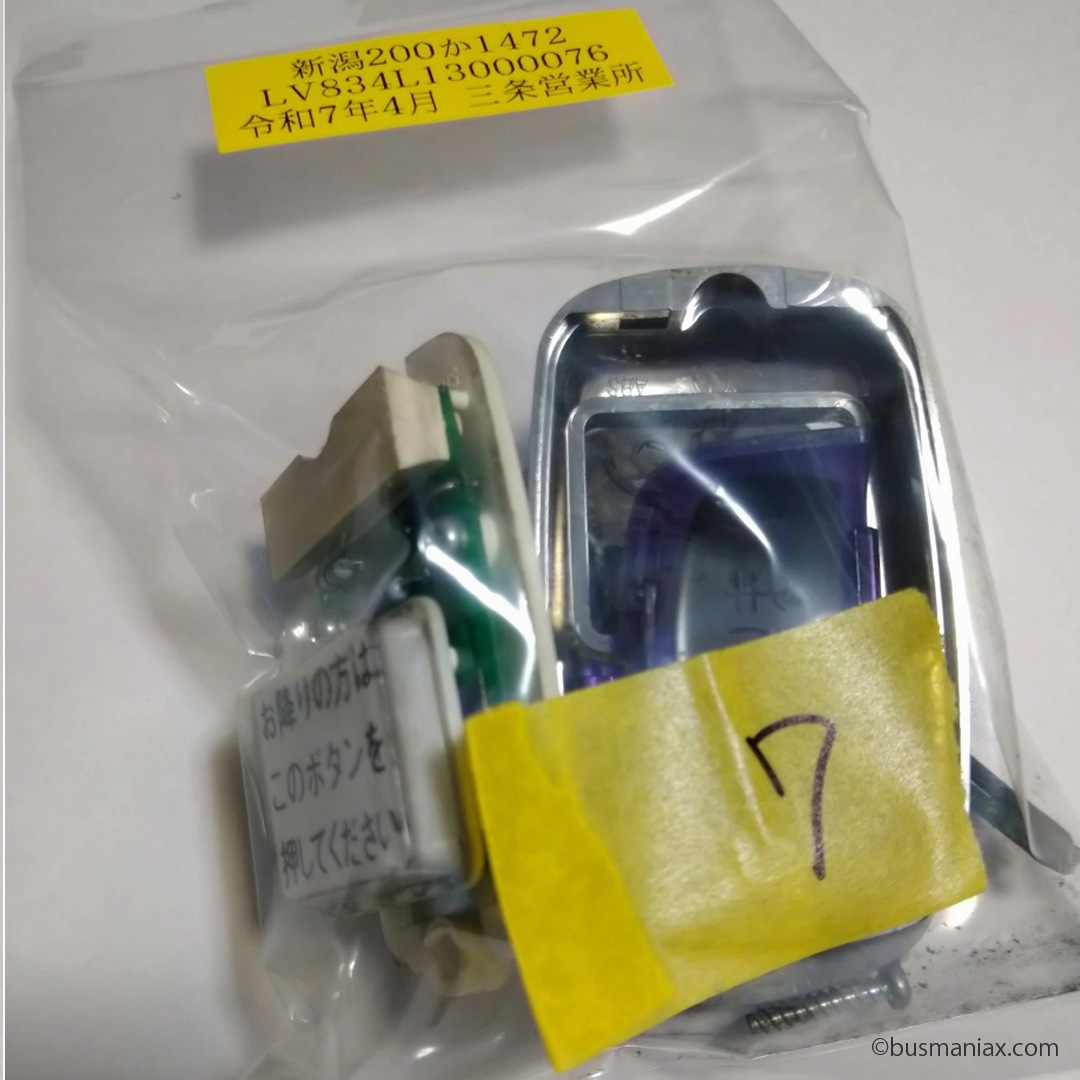 新潟200か1472
LV834L13000076
令和7年4月 三条営業所
お降りの方は
このボタンを
押してください
7
©busmaniax.com